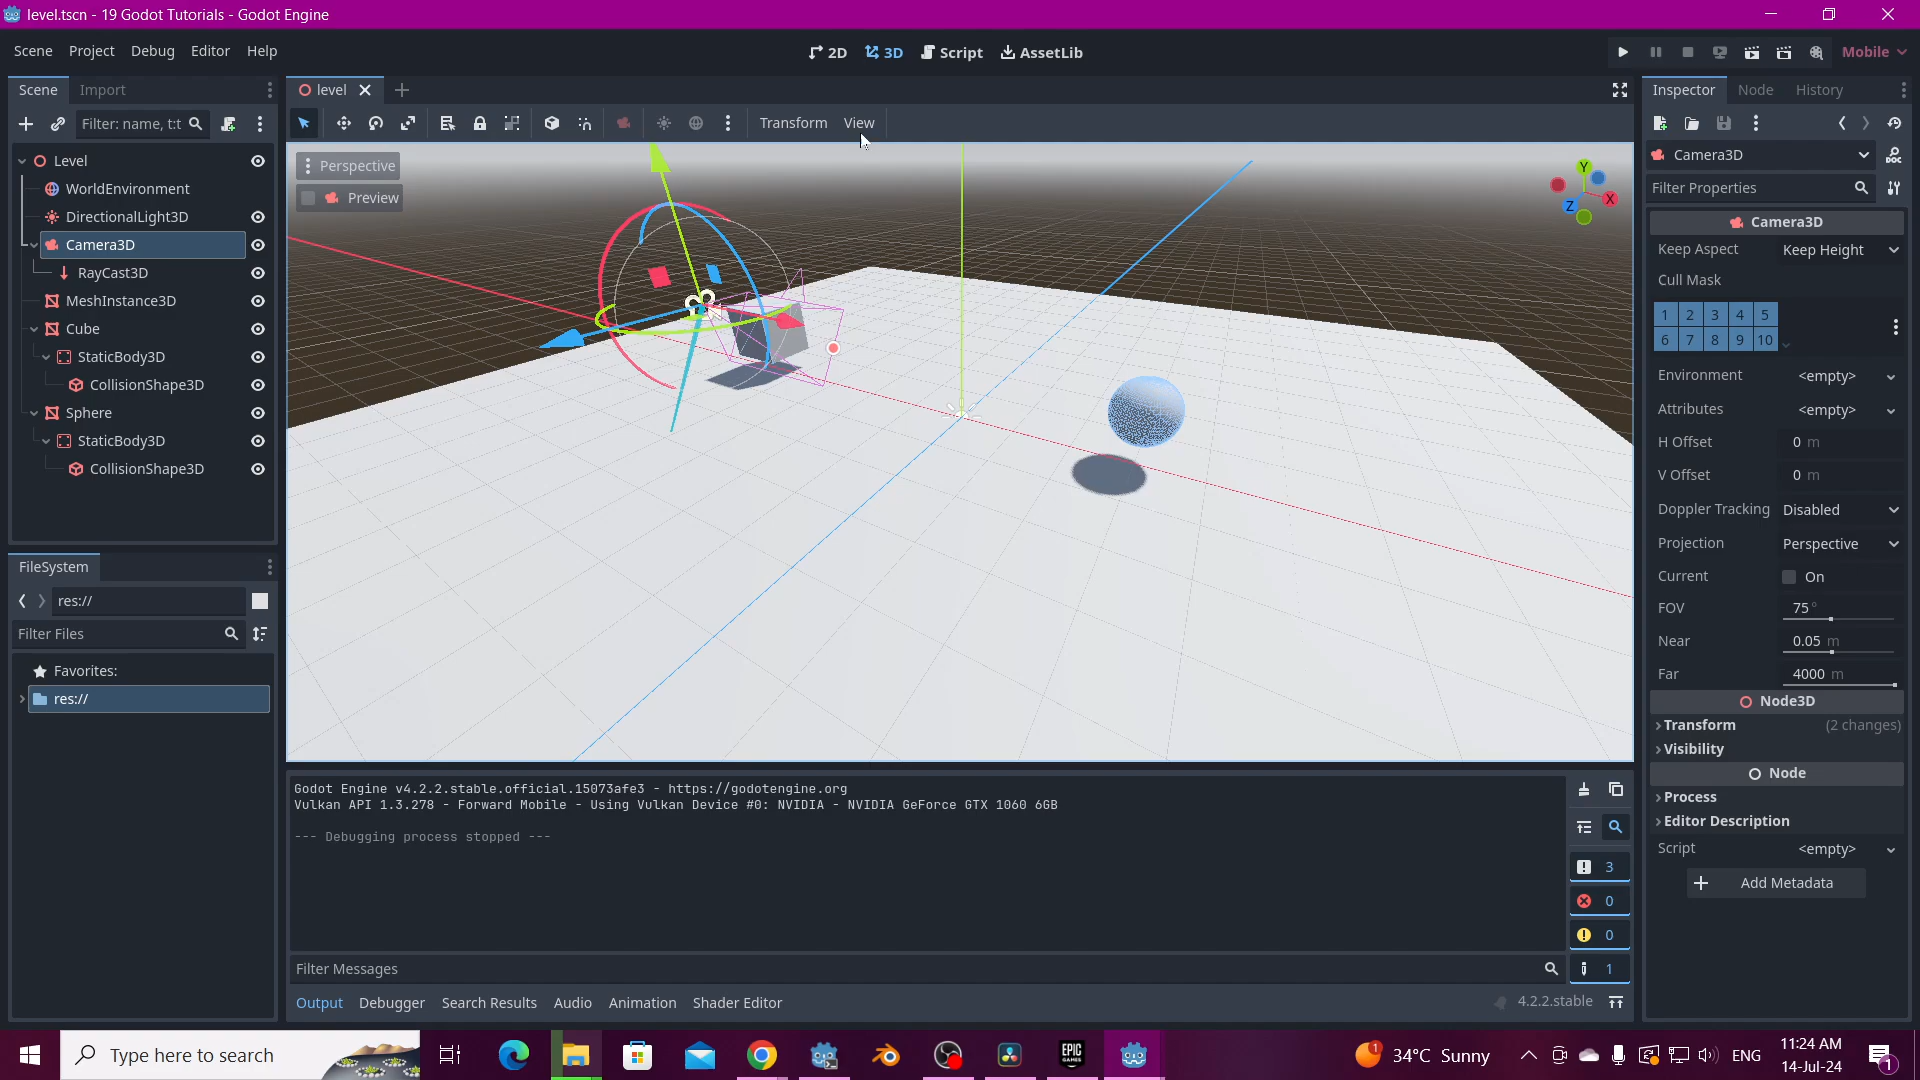 level.tscn - 19 Godot Tutorials - Godot Engine
Scene Project Debug Editor Help
2D 3D Script AssetLib
Mobile
Scene Import
Filter: name, t:t
Level
WorldEnvironment
DirectionalLight3D
Camera3D
RayCast3D
MeshInstance3D
Cube
StaticBody3D
CollisionShape3D
Sphere
StaticBody3D
CollisionShape3D
FileSystem
res://
Filter Files
Favorites:
res://
level
Transform View
Perspective
Preview
Y
X
Z
Godot Engine v4.2.2.stable.official.15073afe3 - https://godotengine.org
Vulkan API 1.3.278 - Forward Mobile - Using Vulkan Device #0: NVIDIA - NVIDIA GeForce GTX 1060 6GB
--- Debugging process stopped ---
3
0
0
1
Filter Messages
Output Debugger Search Results Audio Animation Shader Editor
4.2.2.stable
Inspector Node History
Camera3D
DOC
Filter Properties
Camera3D
Keep Aspect Keep Height
Cull Mask
1 2 3 4 5
6 7 8 9 10
Environment <empty>
Attributes <empty>
H Offset 0 m
V Offset 0 m
Doppler Tracking Disabled
Projection Perspective
Current On
FOV 75 °
Near 0.05 m
Far 4000 m
Node3D
Transform (2 changes)
Visibility
Node
Process
Editor Description
Script <empty>
Add Metadata
Type here to search
EPIC
GAMES
1
34°C Sunny
ENG
11:24 AM
14-Jul-24
1